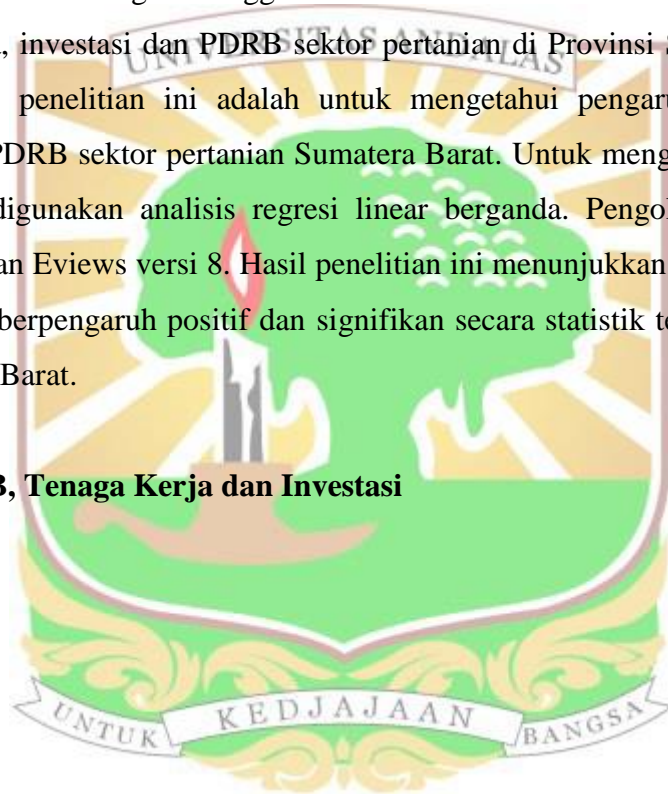 , investasi dan PDRB sektor pertanian di Provinsi S
UNIVERSITAS ANDALAS
penelitian ini adalah untuk mengetahui pengaru
PDRB sektor pertanian Sumatera Barat. Untuk meng
digunakan analisis regresi linear berganda. Pengol
an Eviews versi 8. Hasil penelitian ini menunjukkan
berpengaruh positif dan signifikan secara statistik te
Barat.
, Tenaga Kerja dan Investasi
UNTUK KEDJAJAAN BANGSA